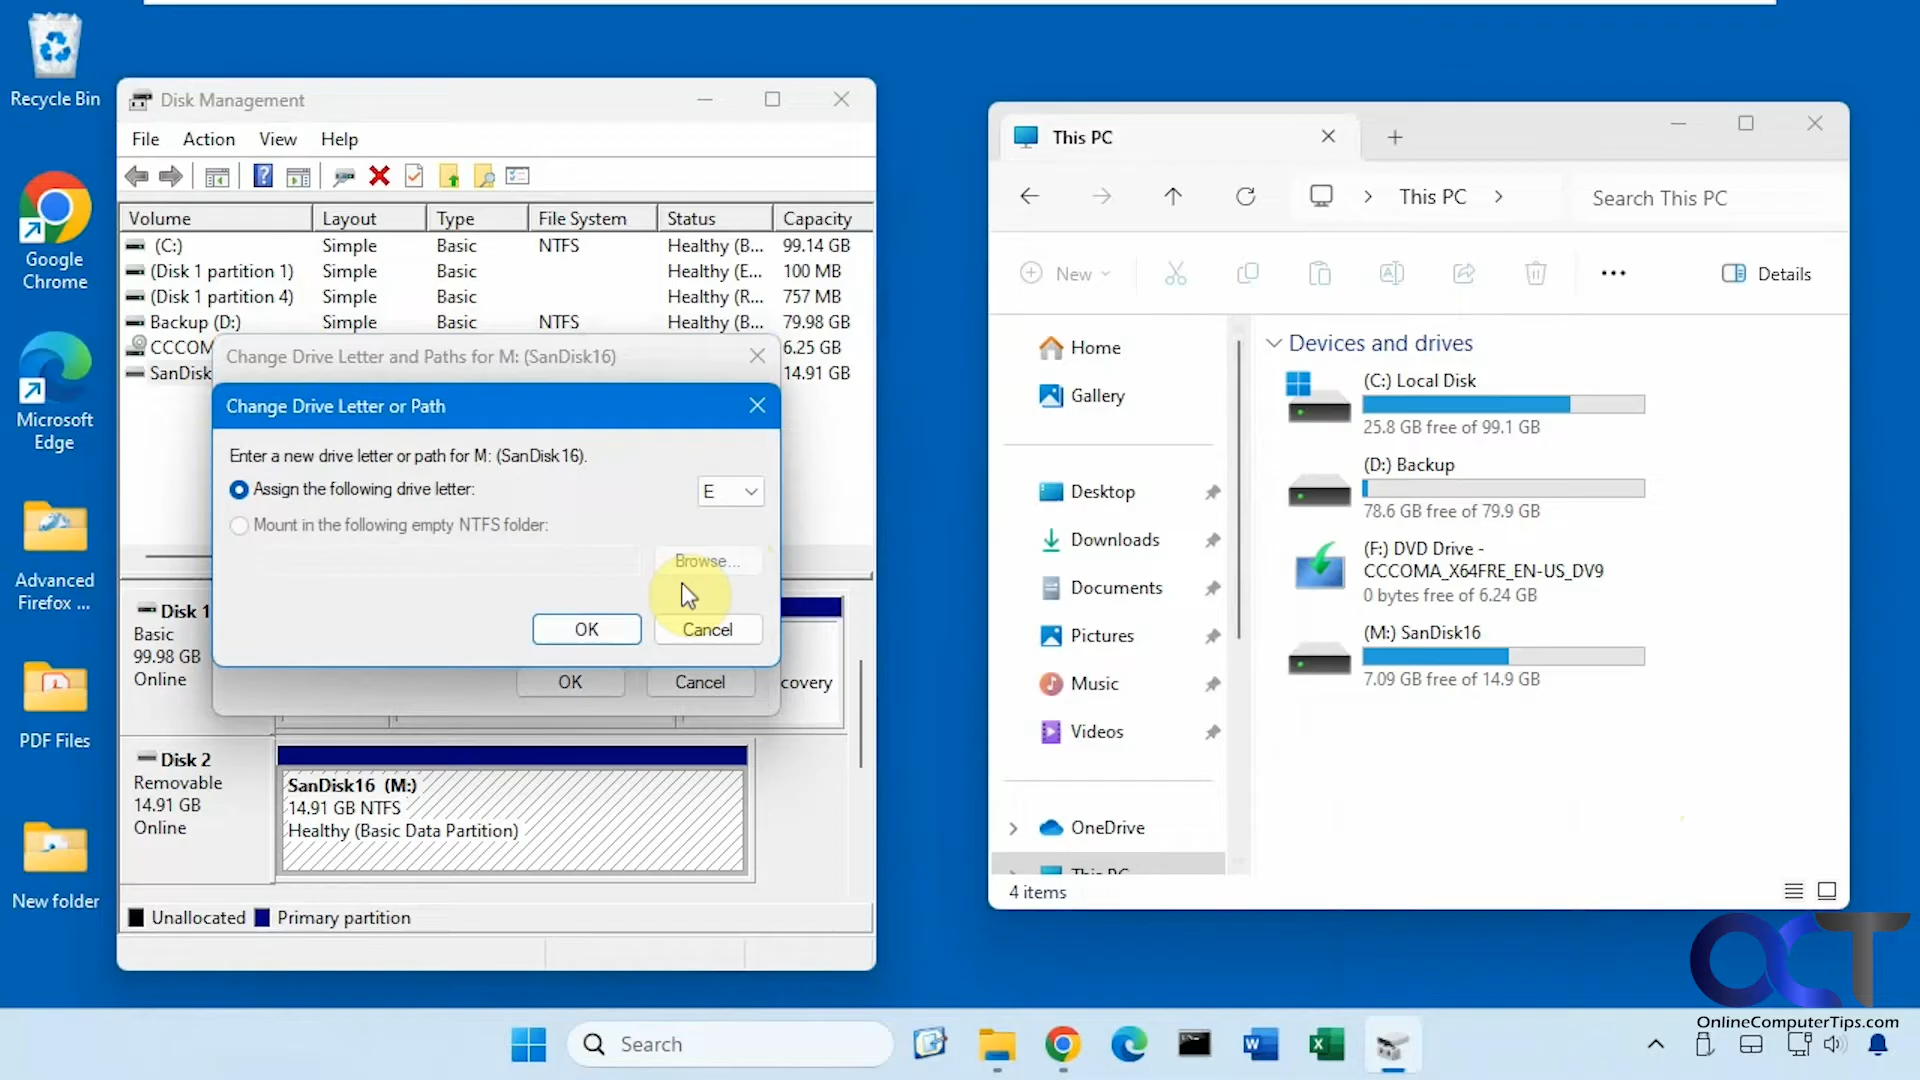 Recycle Bin
Google
Chrome
Microsoft
Edge
Advanced
Firefox ...
PDF Files
New folder
Disk Management
File Action View Help
Volume Layout Type File System Status Capacity
(C:) Simple Basic NTFS Healthy (B... 99.14 GB
(Disk 1 partition 1) Simple Basic Healthy (E... 100 MB
(Disk 1 partition 4) Simple Basic Healthy (R... 757 MB
Backup (D:) Simple Basic NTFS Healthy (B... 79.98 GB
CCCOM 6.25 GB
SanDisk 14.91 GB
Change Drive Letter and Paths for M: (SanDisk16)
Change Drive Letter or Path
Enter a new drive letter or path for M: (SanDisk16).
Assign the following drive letter: E
Mount in the following empty NTFS folder:
Browse...
OK Cancel
OK Cancel
Disk 1
Basic
99.98 GB
Online
covery
Disk 2
Removable
14.91 GB
Online
SanDisk16 (M:)
14.91 GB NTFS
Healthy (Basic Data Partition)
Unallocated Primary partition
This PC
This PC
Search This PC
New
Details
Home
Gallery
Desktop
Downloads
Documents
Pictures
Music
Videos
OneDrive
This PC
4 items
Devices and drives
(C:) Local Disk
25.8 GB free of 99.1 GB
(D:) Backup
78.6 GB free of 79.9 GB
(F:) DVD Drive -
CCCOMA_X64FRE_EN-US_DV9
0 bytes free of 6.24 GB
(M:) SanDisk16
7.09 GB free of 14.9 GB
OCT
OnlineComputerTips.com
Search